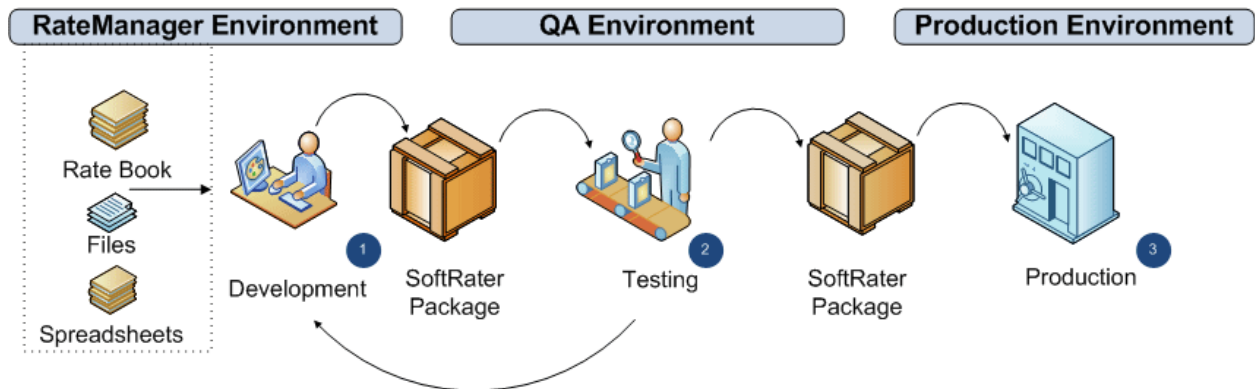 RateManager Environment
QA Environment
Production Environment
Rate Book
Files
Spreadsheets
1
Development
SoftRater
Package
2
Testing
SoftRater
Package
3
Production